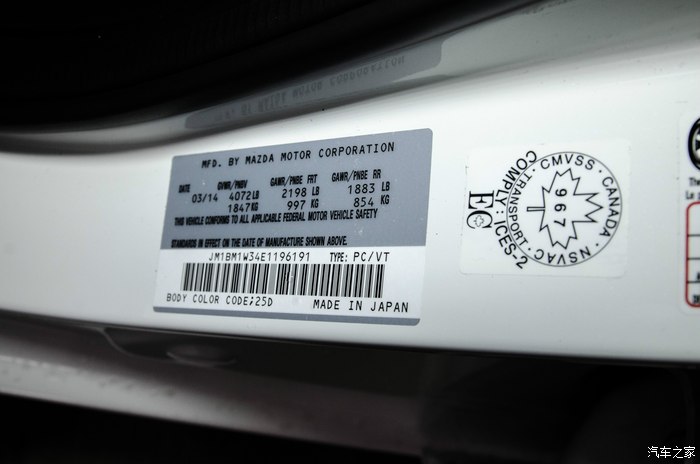 MFD. BY MAZDA MOTOR CORPORATION
DATE GVWR/PNBV GAWR/PNBE FRT GAWR/PNBE RR
03/14 4072LB 2198 LB 1883 LB
1847KG 997 KG 854 KG
THIS VEHICLE CONFORMS TO ALL APPLICABLE FEDERAL MOTOR VEHICLE SAFETY
STANDARDS IN EFFECT ON THE DATE OF MANUFACTURE SHOWN ABOVE.
JM1BM1W34E1196191 TYPE: PC/VT
BODY COLOR CODE;25D MADE IN JAPAN
CMVSS · CANADA · NSVAC · TRANSPORT ·
967
COMPLY: ICES-2
EC
汽车之家